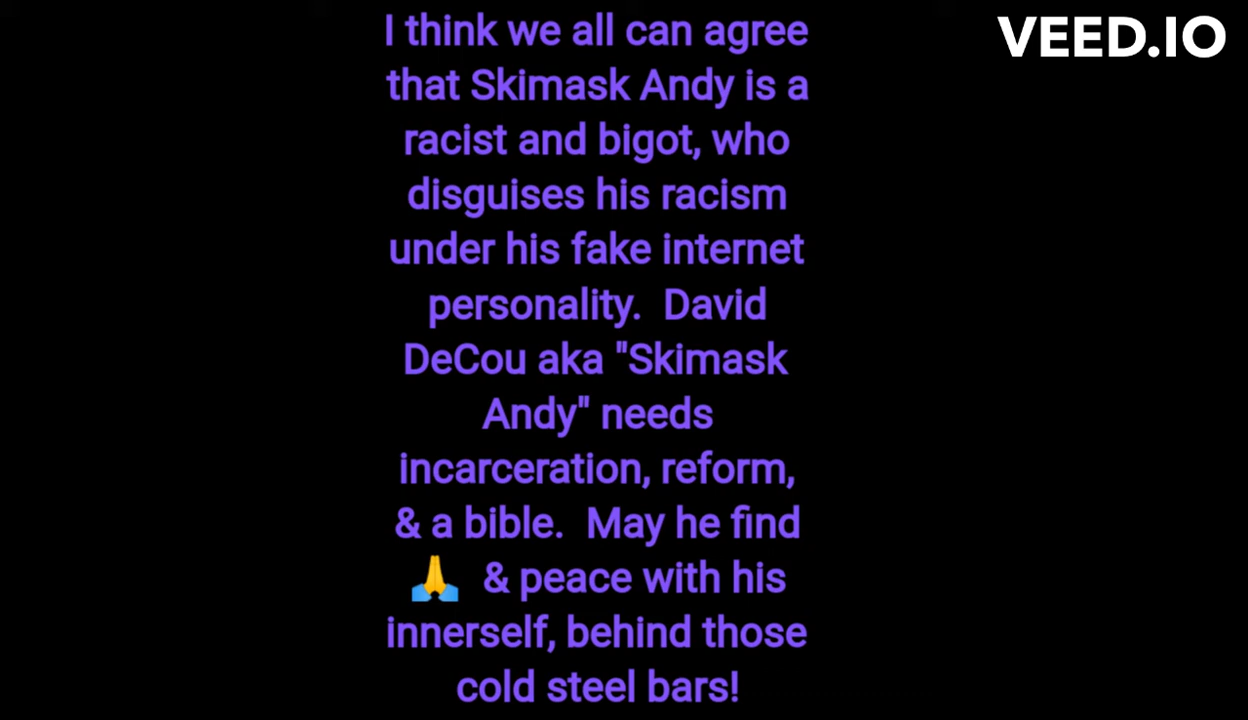 I think we all can agree
that Skimask Andy is a
racist and bigot, who
disguises his racism
under his fake internet
personality.  David
DeCou aka "Skimask
Andy" needs
incarceration, reform,
& a bible.  May he find
🙏  & peace with his
innerself, behind those
cold steel bars!
VEED.IO